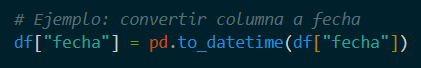 # Ejemplo: convertir columna a fecha
df["fecha"] = pd.to_datetime(df["fecha"])